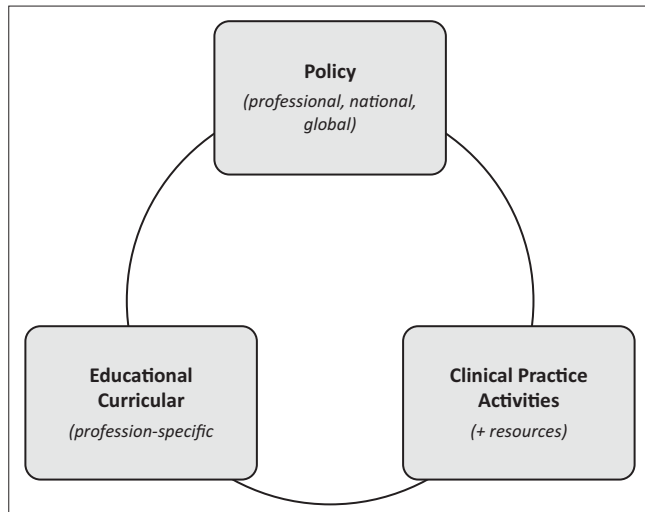 Policy
(professional, national,
global)
Educational
Curricular
(profession-specific
Clinical Practice
Activities
(+ resources)